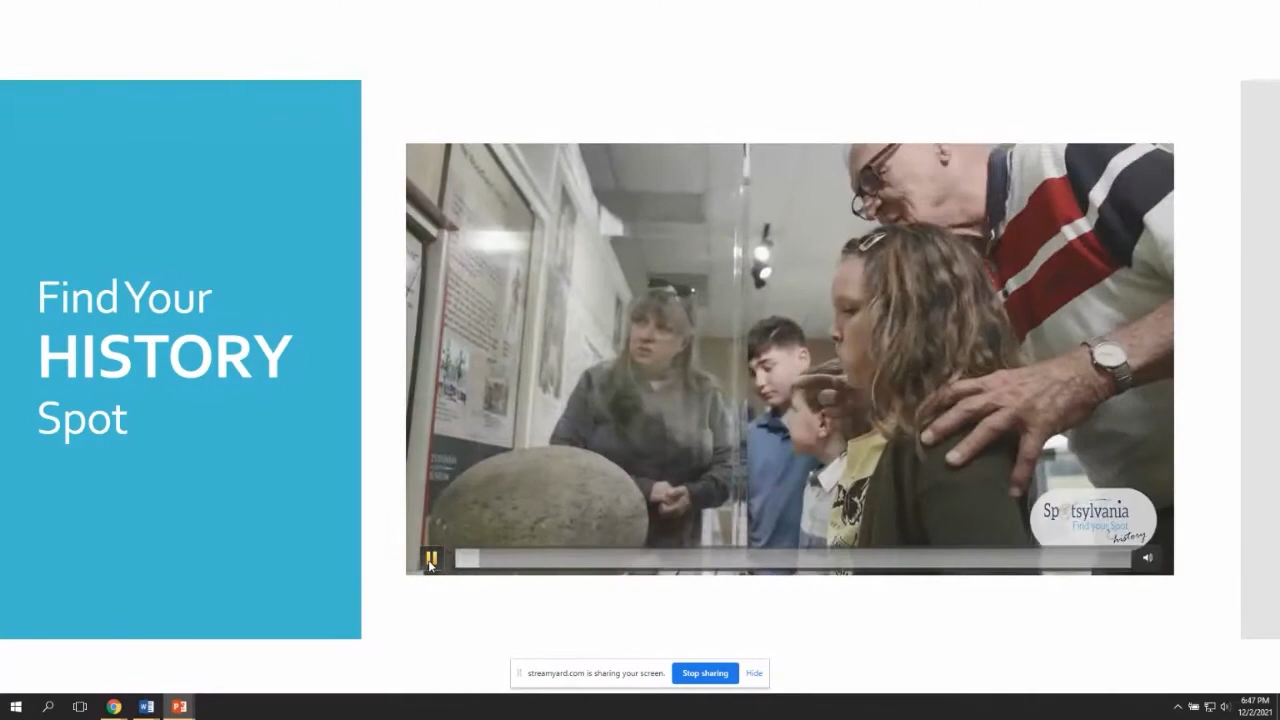 Find Your
HISTORY
Spot
Spotsylvania
Find your Spot
history
streamyard.com is sharing your screen.
Stop sharing
Hide
6:47 PM
12/2/2021